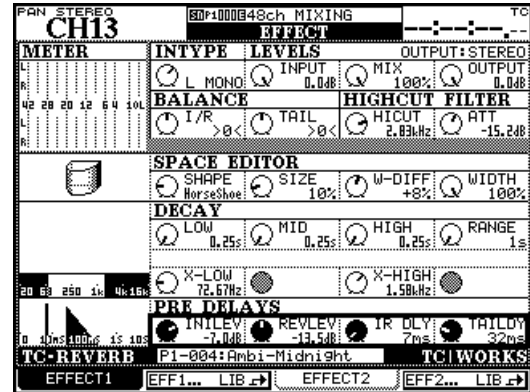 PAN STEREO
CH13
48ch MIXING
EFFECT
TC
--:--:--.--
METER
INTYPE LEVELS OUTPUT:STEREO
L MONO INPUT 0.0dB MIX 100% OUTPUT 0.0dB
42 28 20 12 6 4 10L
BALANCE HIGHCUT FILTER
I/R >0< TAIL >0< HICUT 2.83kHz ATT -15.2dB
SPACE EDITOR
SHAPE HorseShoe SIZE 10% W-DIFF +8% WIDTH 100%
DECAY
LOW 0.25s MID 0.25s HIGH 0.25s RANGE 1s
X-LOW 72.67Hz X-HIGH 1.58kHz
20 63 250 1k 4k16k
PRE DELAYS
INILEV -7.0dB REVLEV -13.5dB IR DLY 7ms TAILDY 32ms
0 10ms100ms 1s 10s
TC·REVERB P1-004:Ambi-Midnight TC|WORKS
EFFECT1 EFF1... LIB EFFECT2 EFF2... LIB